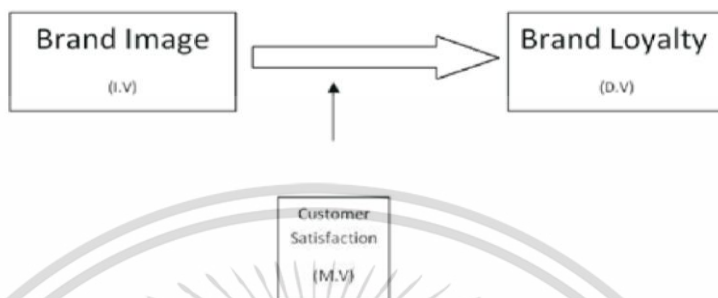 Brand Image
(I.V)
Brand Loyalty
(D.V)
Customer
Satisfaction
(M.V)